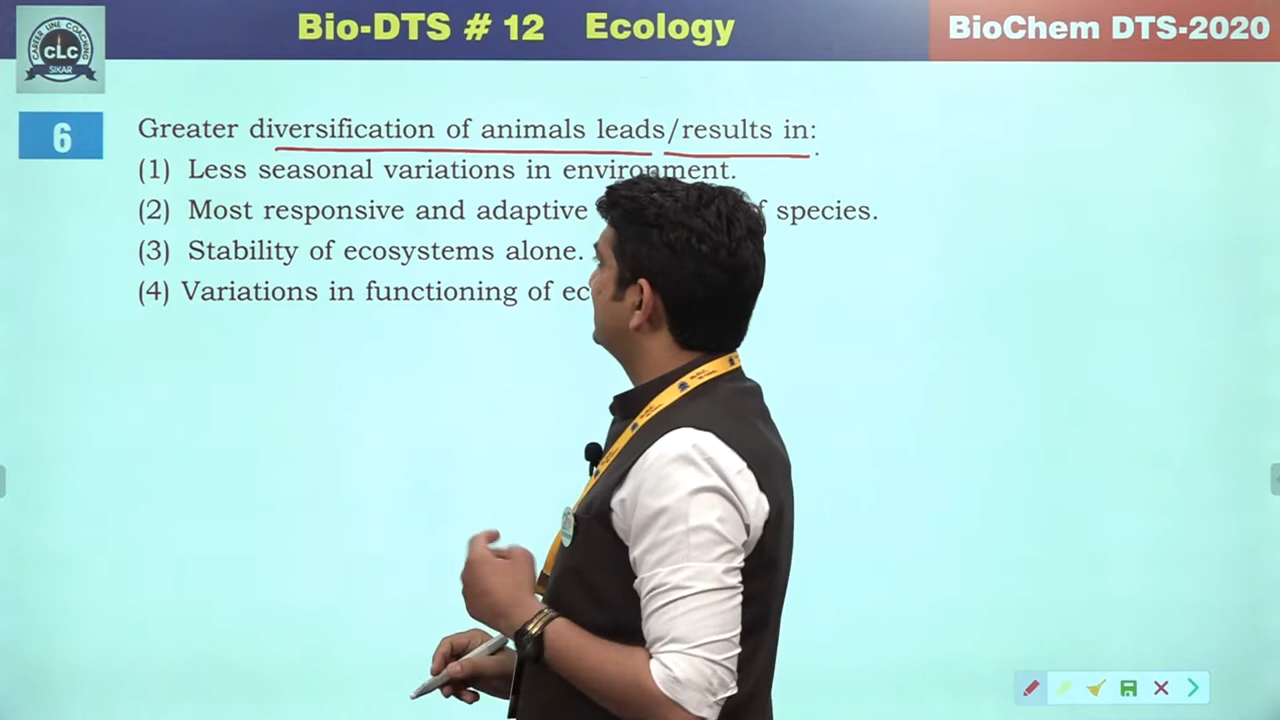 Bio-DTS # 12 Ecology
BioChem DTS-2020
CAREER LINE COACHING
CLC
SIKAR
6
Greater diversification of animals leads/results in:
(1) Less seasonal variations in environment.
(2) Most responsive and adaptive of species.
(3) Stability of ecosystems alone.
(4) Variations in functioning of